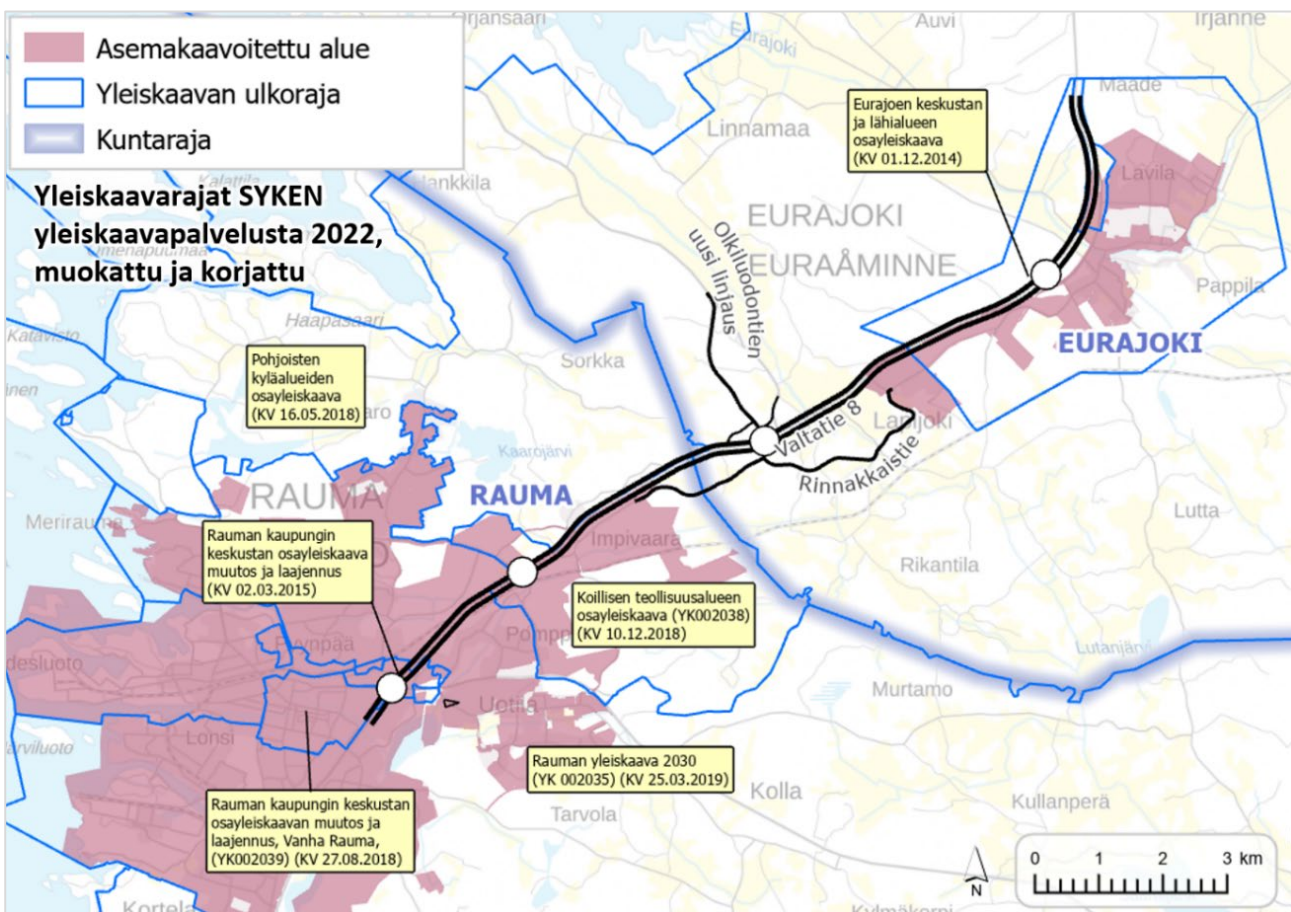 Asemakaavoitettu alue
Yleiskaavan ulkoraja
Kuntaraja
Yleiskaavarajat SYKEN
yleiskaavapalvelusta 2022,
muokattu ja korjattu
Eurajoki
Auvi
Irjanne
Maade
Linnamaa
Eurajoen keskustan
ja lähialueen
osayleiskaava
(KV 01.12.2014)
Lavila
EURAJOKI
EURAÅMINNE
Pappila
EURAJOKI
Olkiluodontien
uusi linjaus
Kalattila
Haapasaari
Katavisto
Sorkka
Pohjoisten
kyläalueiden
osayleiskaava
(KV 16.05.2018)
Kaarojärvi
Lapijoki
Valtatie 8
Rinnakkaistie
RAUMA
RAUMA
Merirauma
Lutta
Rauman kaupungin
keskustan osayleiskaava
muutos ja laajennus
(KV 02.03.2015)
Impivaara
Rikantila
Koillisen teollisuusalueen
osayleiskaava (YK002038)
(KV 10.12.2018)
Lutanjärvi
Murtamo
Uotila
Lonsi
Rauman yleiskaava 2030
(YK 002035) (KV 25.03.2019)
Kolla
Kullanperä
Tarvola
Rauman kaupungin keskustan
osayleiskaavan muutos ja
laajennus, Vanha Rauma,
(YK002039) (KV 27.08.2018)
Kortela
N
0 1 2 3 km